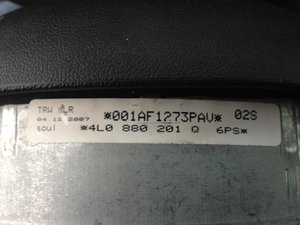 TRW *001AF1273PAV* 02S
04.12.2007
*4L0 880 201 Q 6PS*